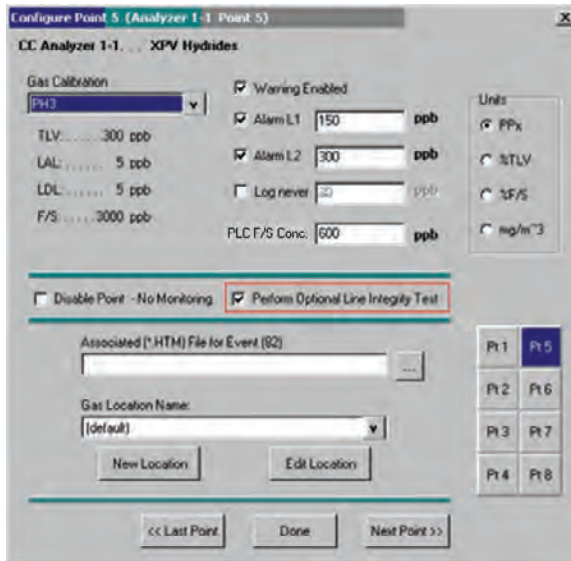 Configure Point 5 (Analyzer 1-1 Point 5)
x
CC Analyzer 1-1. . . XPV Hydrides
Gas Calibration
PH3
TLV:......300 ppb
LAL:...... 5 ppb
LDL:...... 5 ppb
F/S.....3000 ppb
Warning Enabled
Alarm L1 150 ppb
Alarm L2 300 ppb
Log never ppb
PLC F/S Conc. 600 ppb
Units
PPx
%TLV
%F/S
mg/m^3
Disable Point - No Monitoring
Perform Optional Line Integrity Test
Associated (*.HTM) File for Event (82)
...
Gas Location Name:
(default)
New Location
Edit Location
Pt 1
Pt 5
Pt 2
Pt 6
Pt 3
Pt 7
Pt 4
Pt 8
<< Last Point
Done
Next Point >>